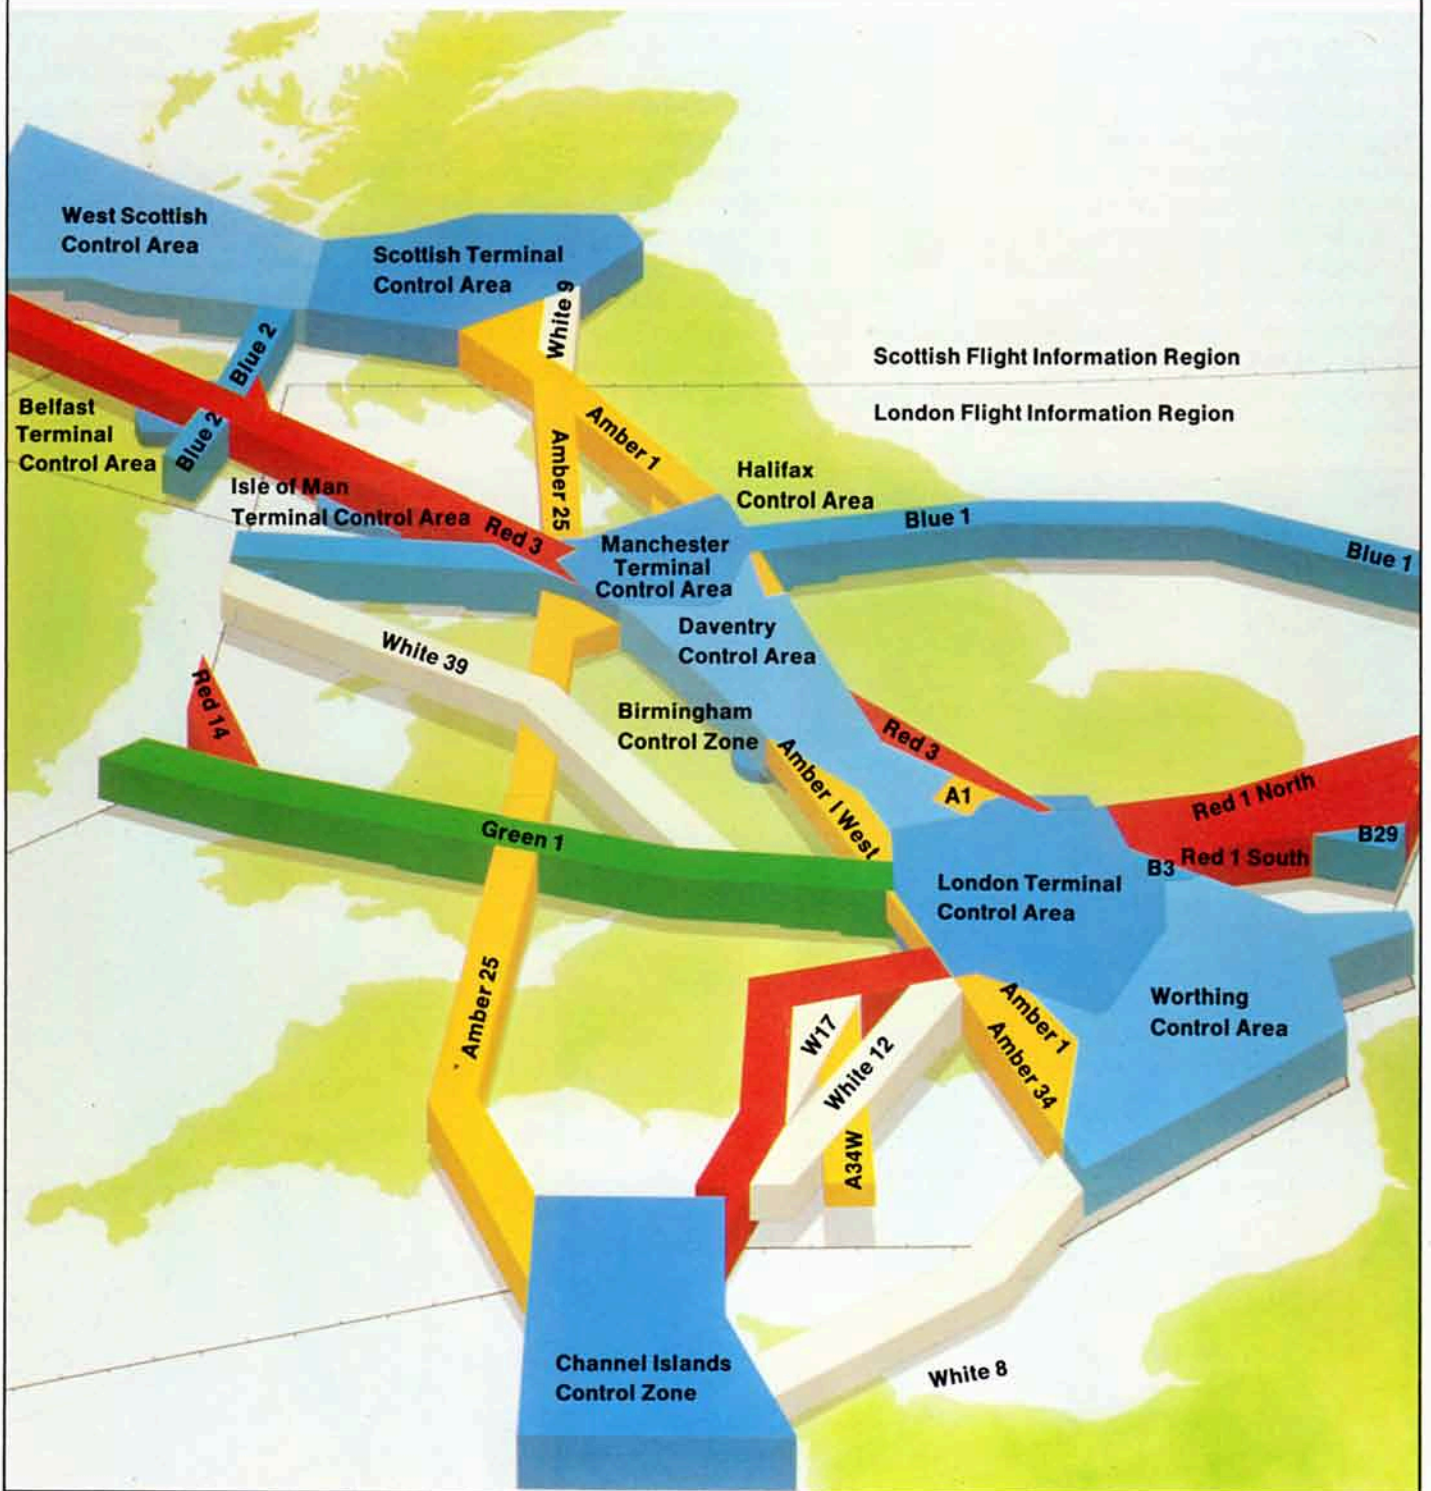 West Scottish
Control Area
Scottish Terminal
Control Area
White 9
Blue 2
Scottish Flight Information Region
London Flight Information Region
Belfast
Terminal
Control Area
Blue 2
Amber 1
Amber 25
Halifax
Control Area
Isle of Man
Terminal Control Area
Red 3
Blue 1
Blue 1
Manchester
Terminal
Control Area
Daventry
Control Area
White 39
Red 14
Birmingham
Control Zone
Red 3
Amber I West
A1
Red 1 North
Green 1
B29
B3
Red 1 South
London Terminal
Control Area
Amber 25
Worthing
Control Area
Amber 1
Amber 34
W17
White 12
A34W
Channel Islands
Control Zone
White 8